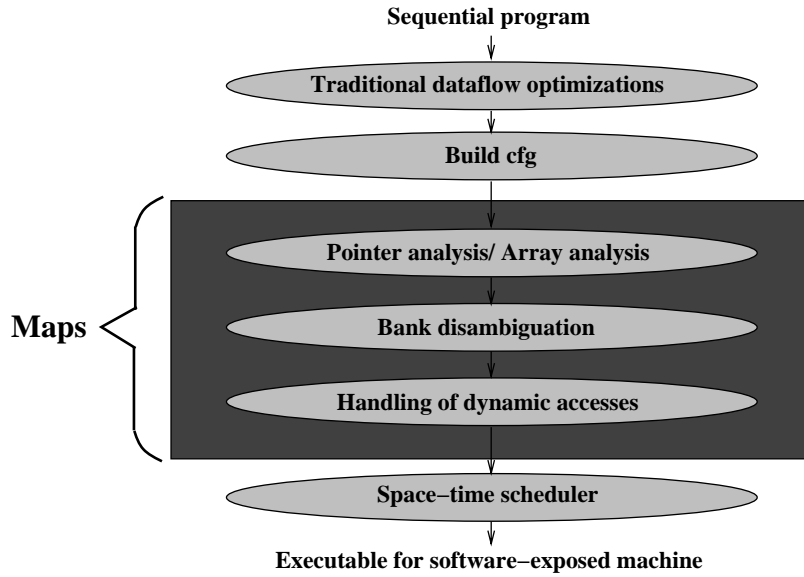 Sequential program
Traditional dataflow optimizations
Build cfg
Pointer analysis/ Array analysis
Maps
Bank disambiguation
Handling of dynamic accesses
Space−time scheduler
Executable for software−exposed machine